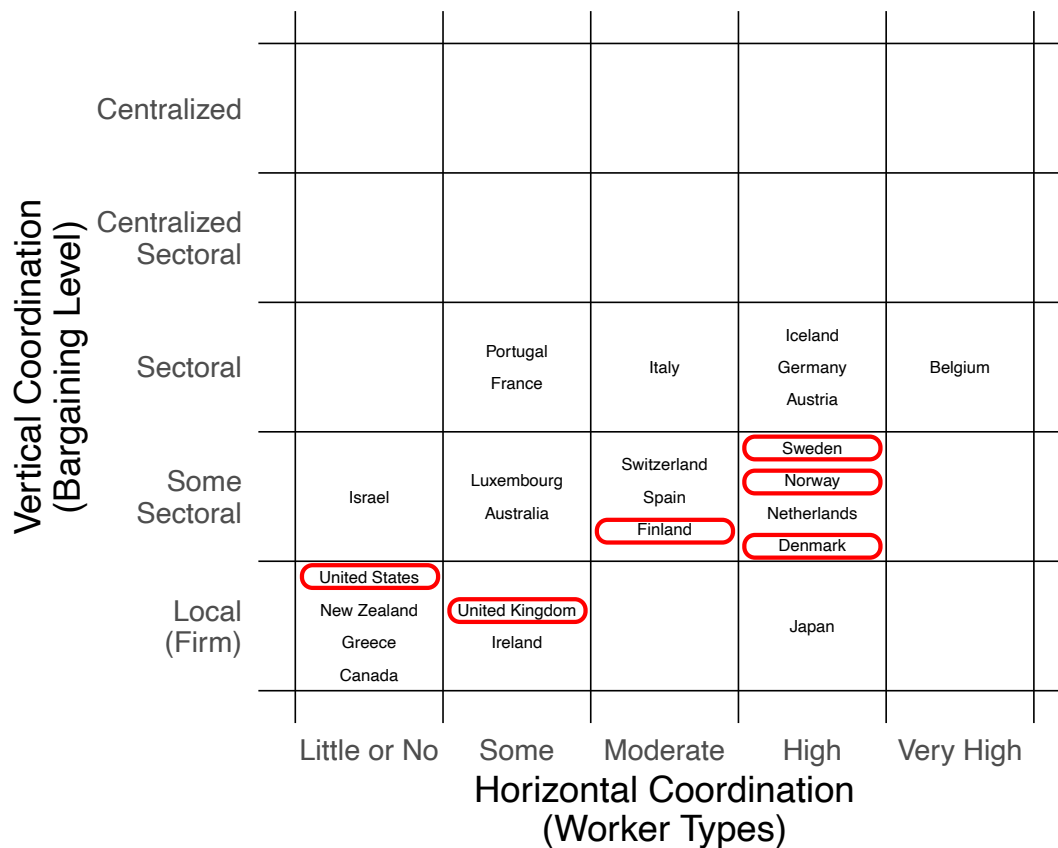 Vertical Coordination
(Bargaining Level)
Centralized
Centralized
Sectoral
Sectoral
Portugal
France
Italy
Iceland
Germany
Austria
Belgium
Some
Sectoral
Israel
Luxembourg
Australia
Switzerland
Spain
Finland
Sweden
Norway
Netherlands
Denmark
Local
(Firm)
United States
New Zealand
Greece
Canada
United Kingdom
Ireland
Japan
Little or No
Some
Moderate
High
Very High
Horizontal Coordination
(Worker Types)